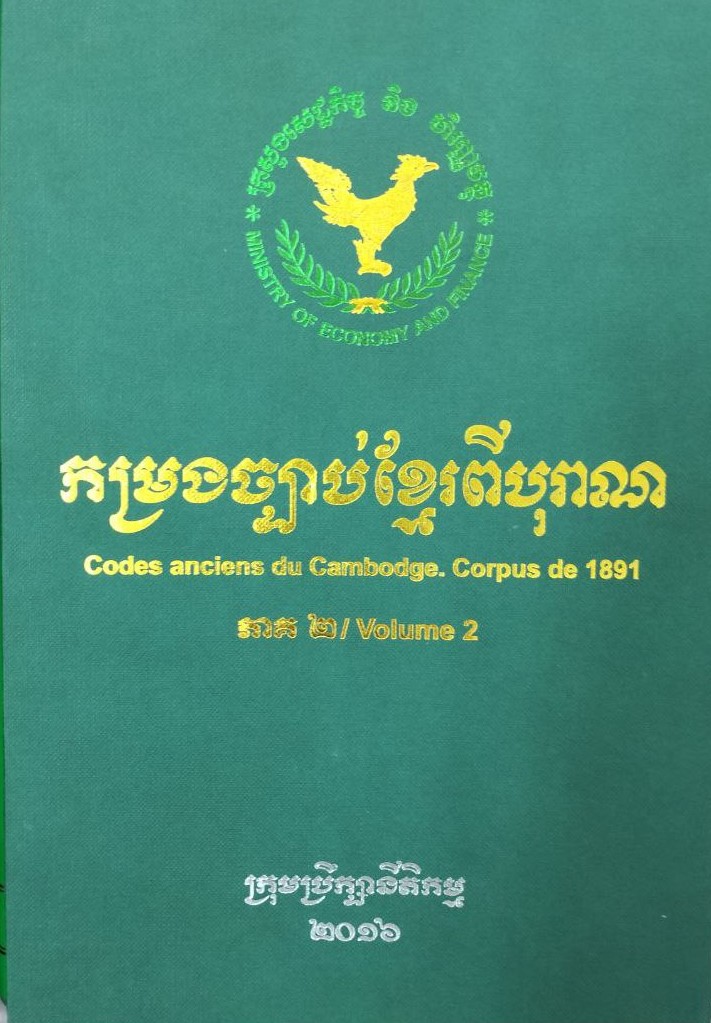 ក្រសួងសេដ្ឋកិច្ច និង ហិរញ្ញវត្ថុ
* MINISTRY OF ECONOMY AND FINANCE *
កម្រងច្បាប់ខ្មែរពីបុរាណ
Codes anciens du Cambodge. Corpus de 1891
ភាគ ២ / Volume 2
ក្រុមប្រឹក្សានីតិកម្ម
២០១៦